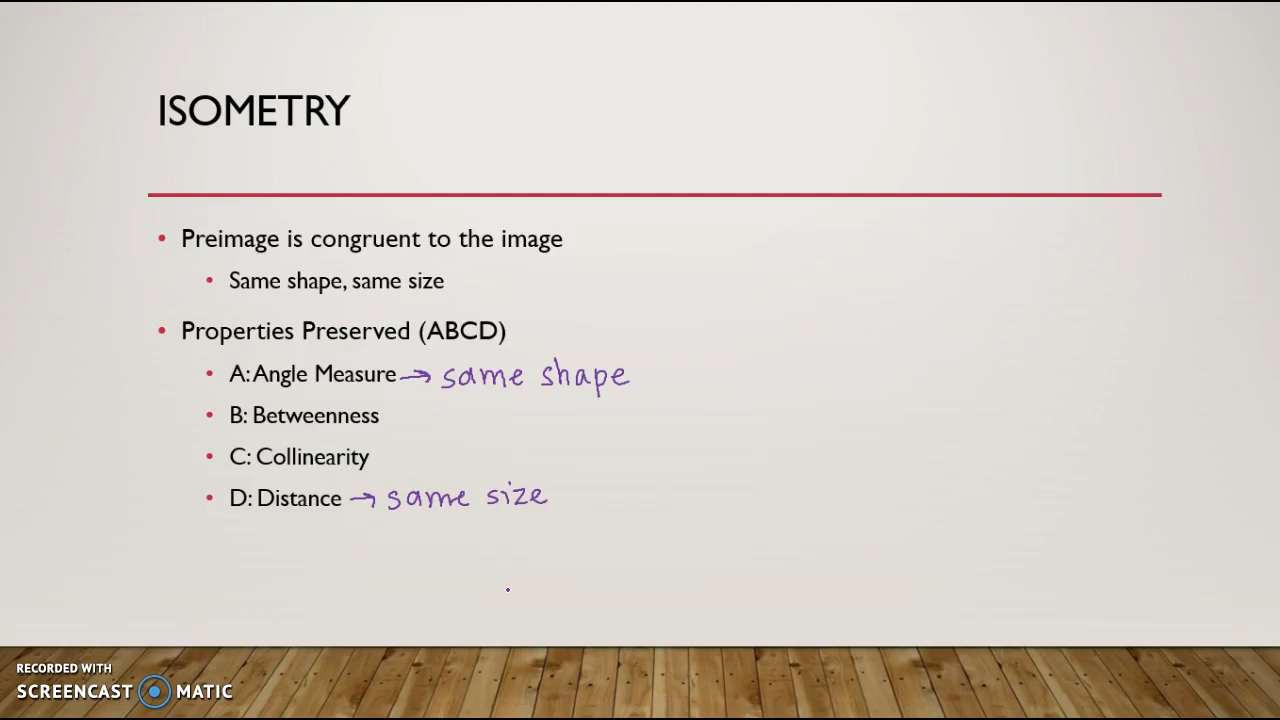 ISOMETRY
• Preimage is congruent to the image
• Same shape, same size
• Properties Preserved (ABCD)
• A: Angle Measure → same shape
• B: Betweenness
• C: Collinearity
• D: Distance → same size
RECORDED WITH
SCREENCAST MATIC